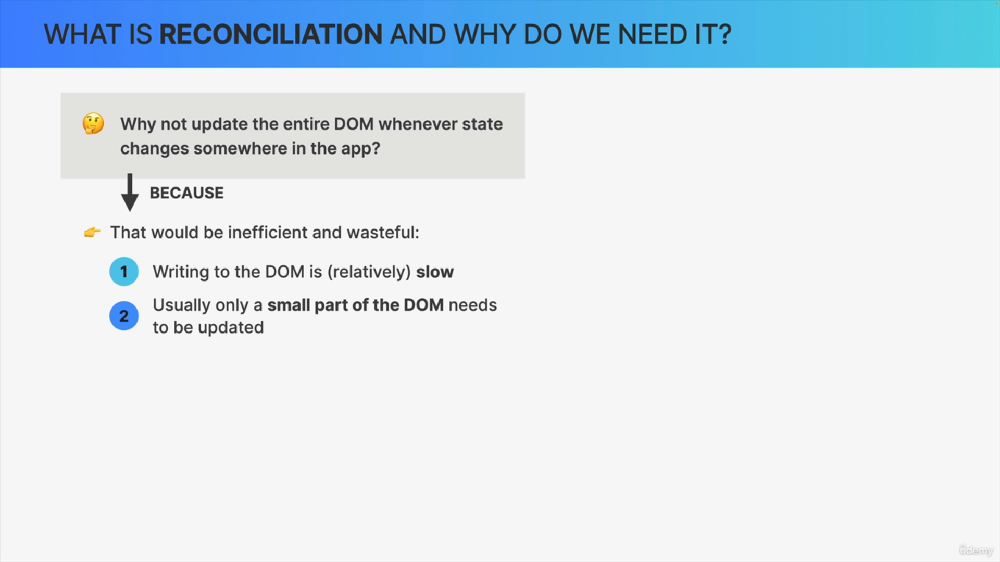 WHAT IS RECONCILIATION AND WHY DO WE NEED IT?
Why not update the entire DOM whenever state
changes somewhere in the app?
BECAUSE
That would be inefficient and wasteful:
1 Writing to the DOM is (relatively) slow
2 Usually only a small part of the DOM needs
to be updated
ûdemy